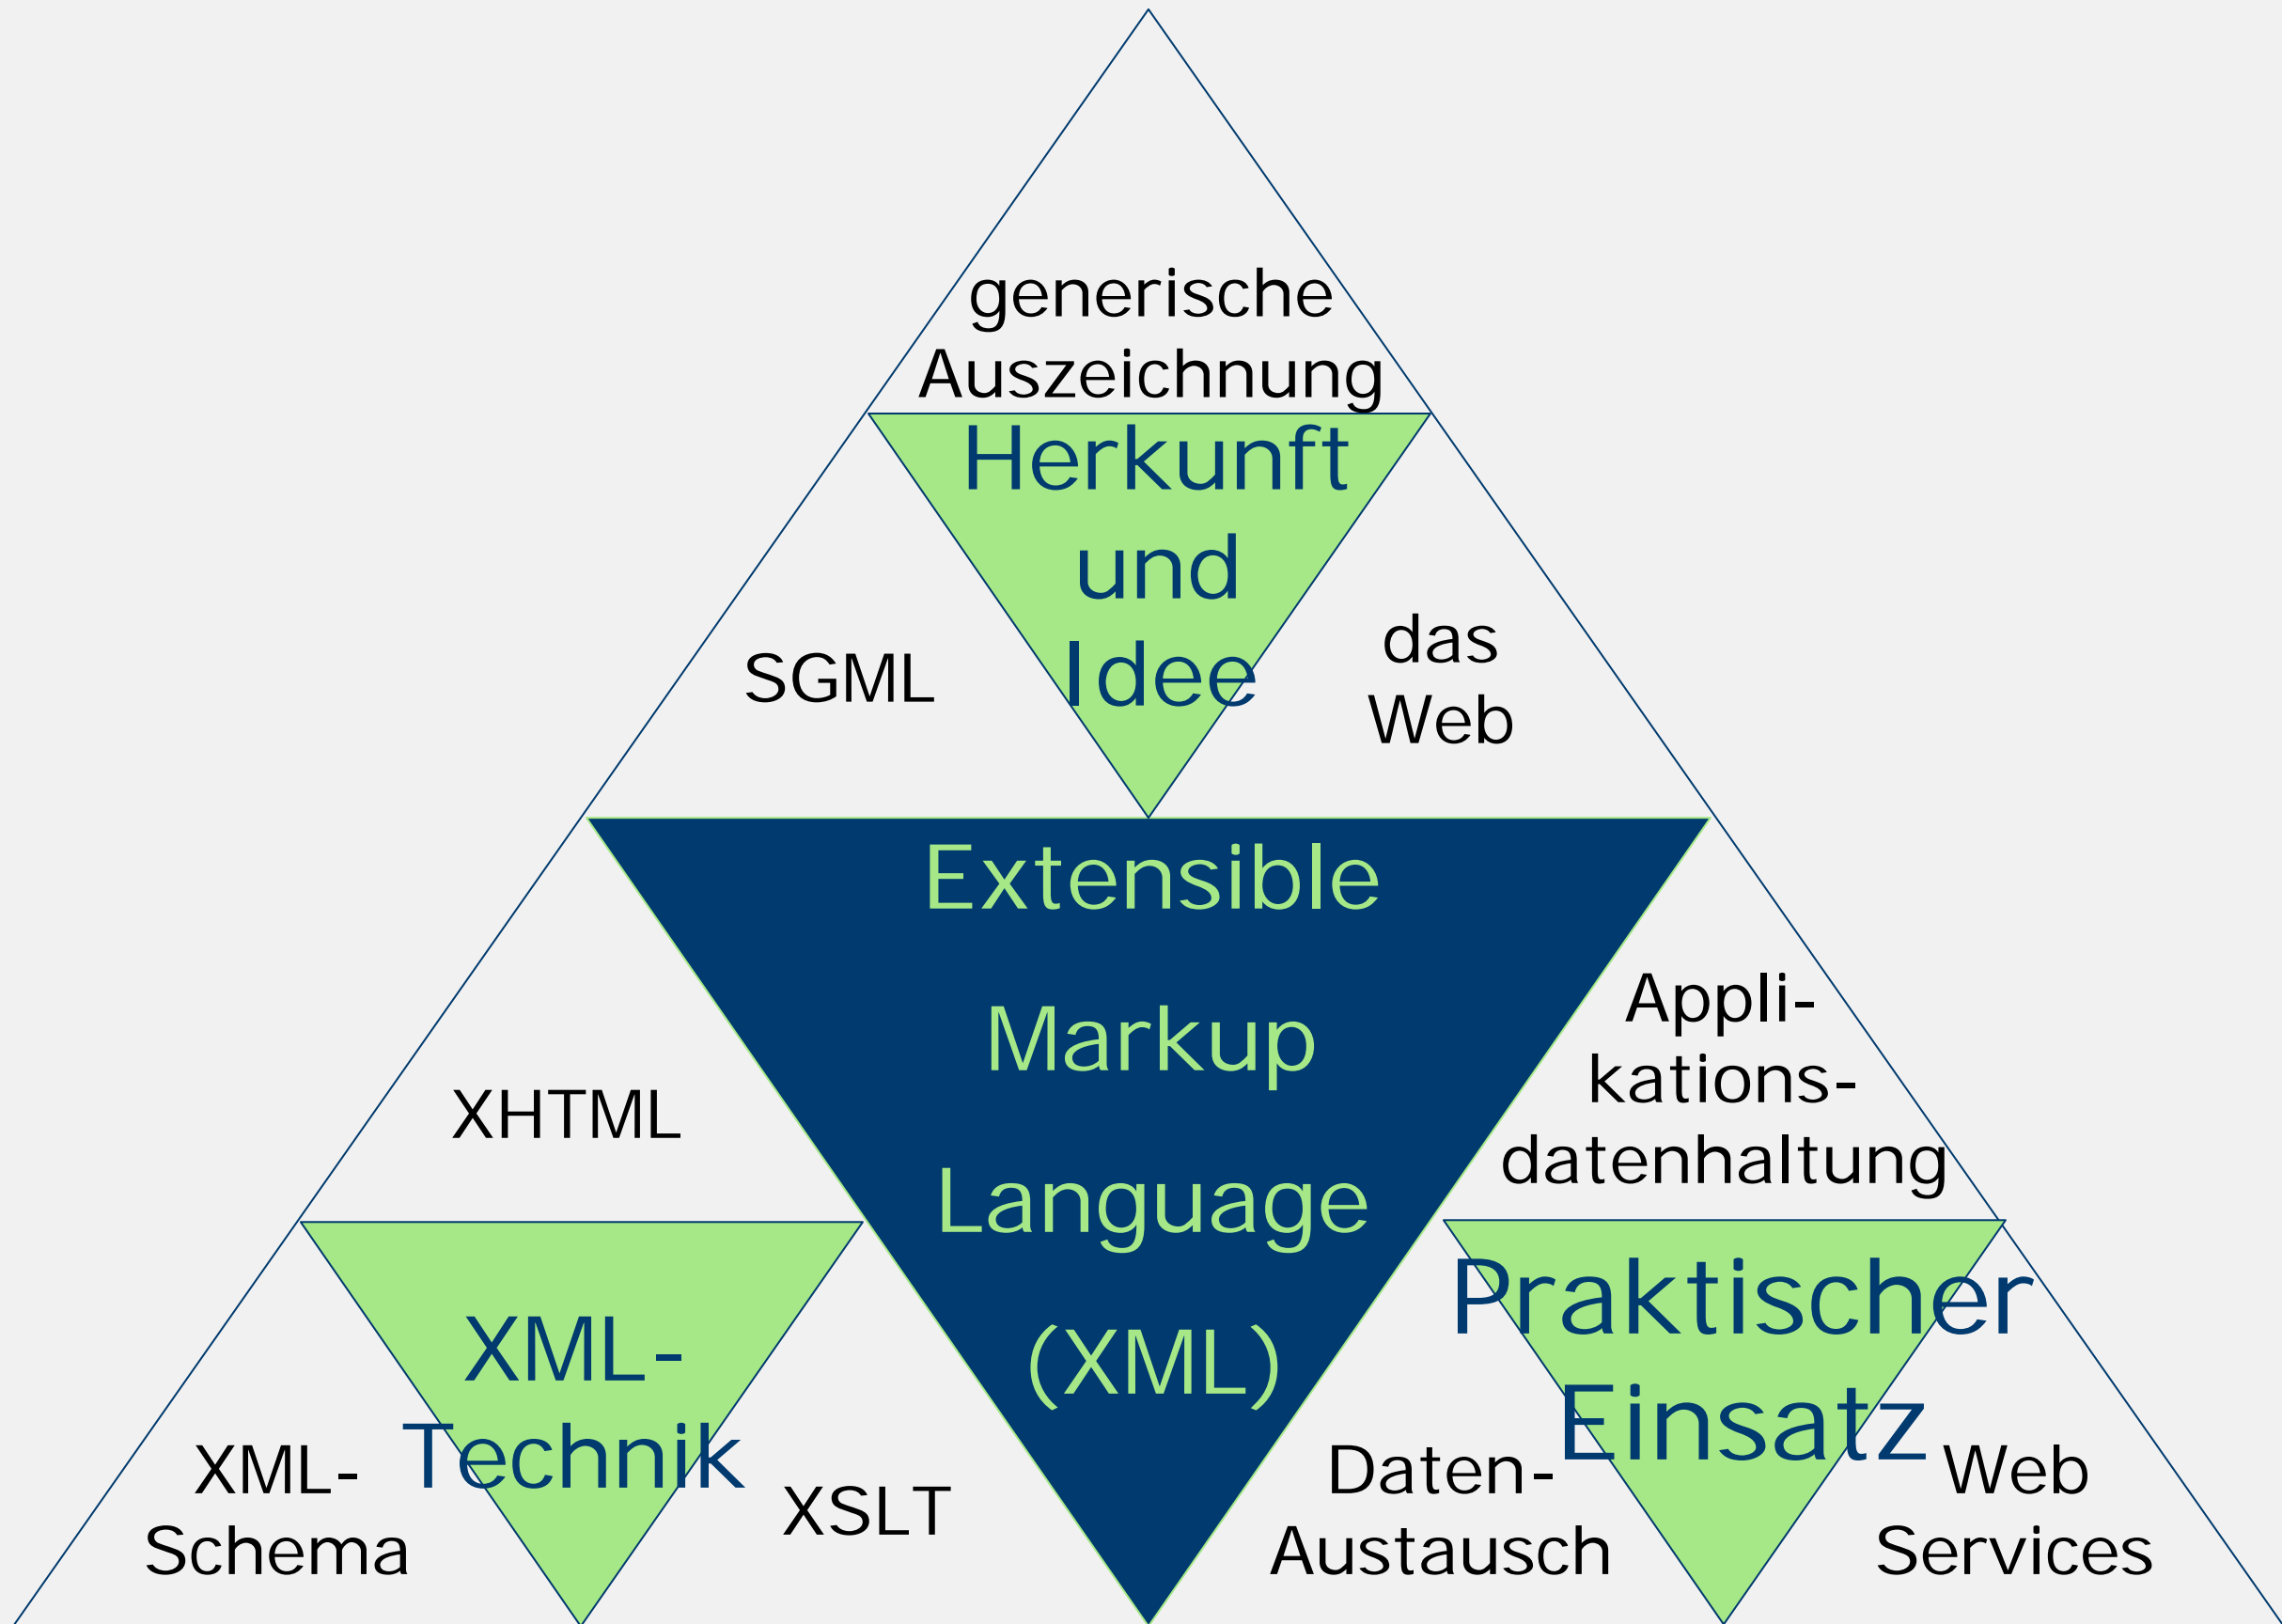 generische
Auszeichnung
Herkunft
und
Idee
SGML
das
Web
Extensible
Markup
Language
(XML)
XHTML
Appli-
kations-
datenhaltung
XML-
Technik
XML-
Schema
XSLT
Praktischer
Einsatz
Daten-
Austausch
Web
Services